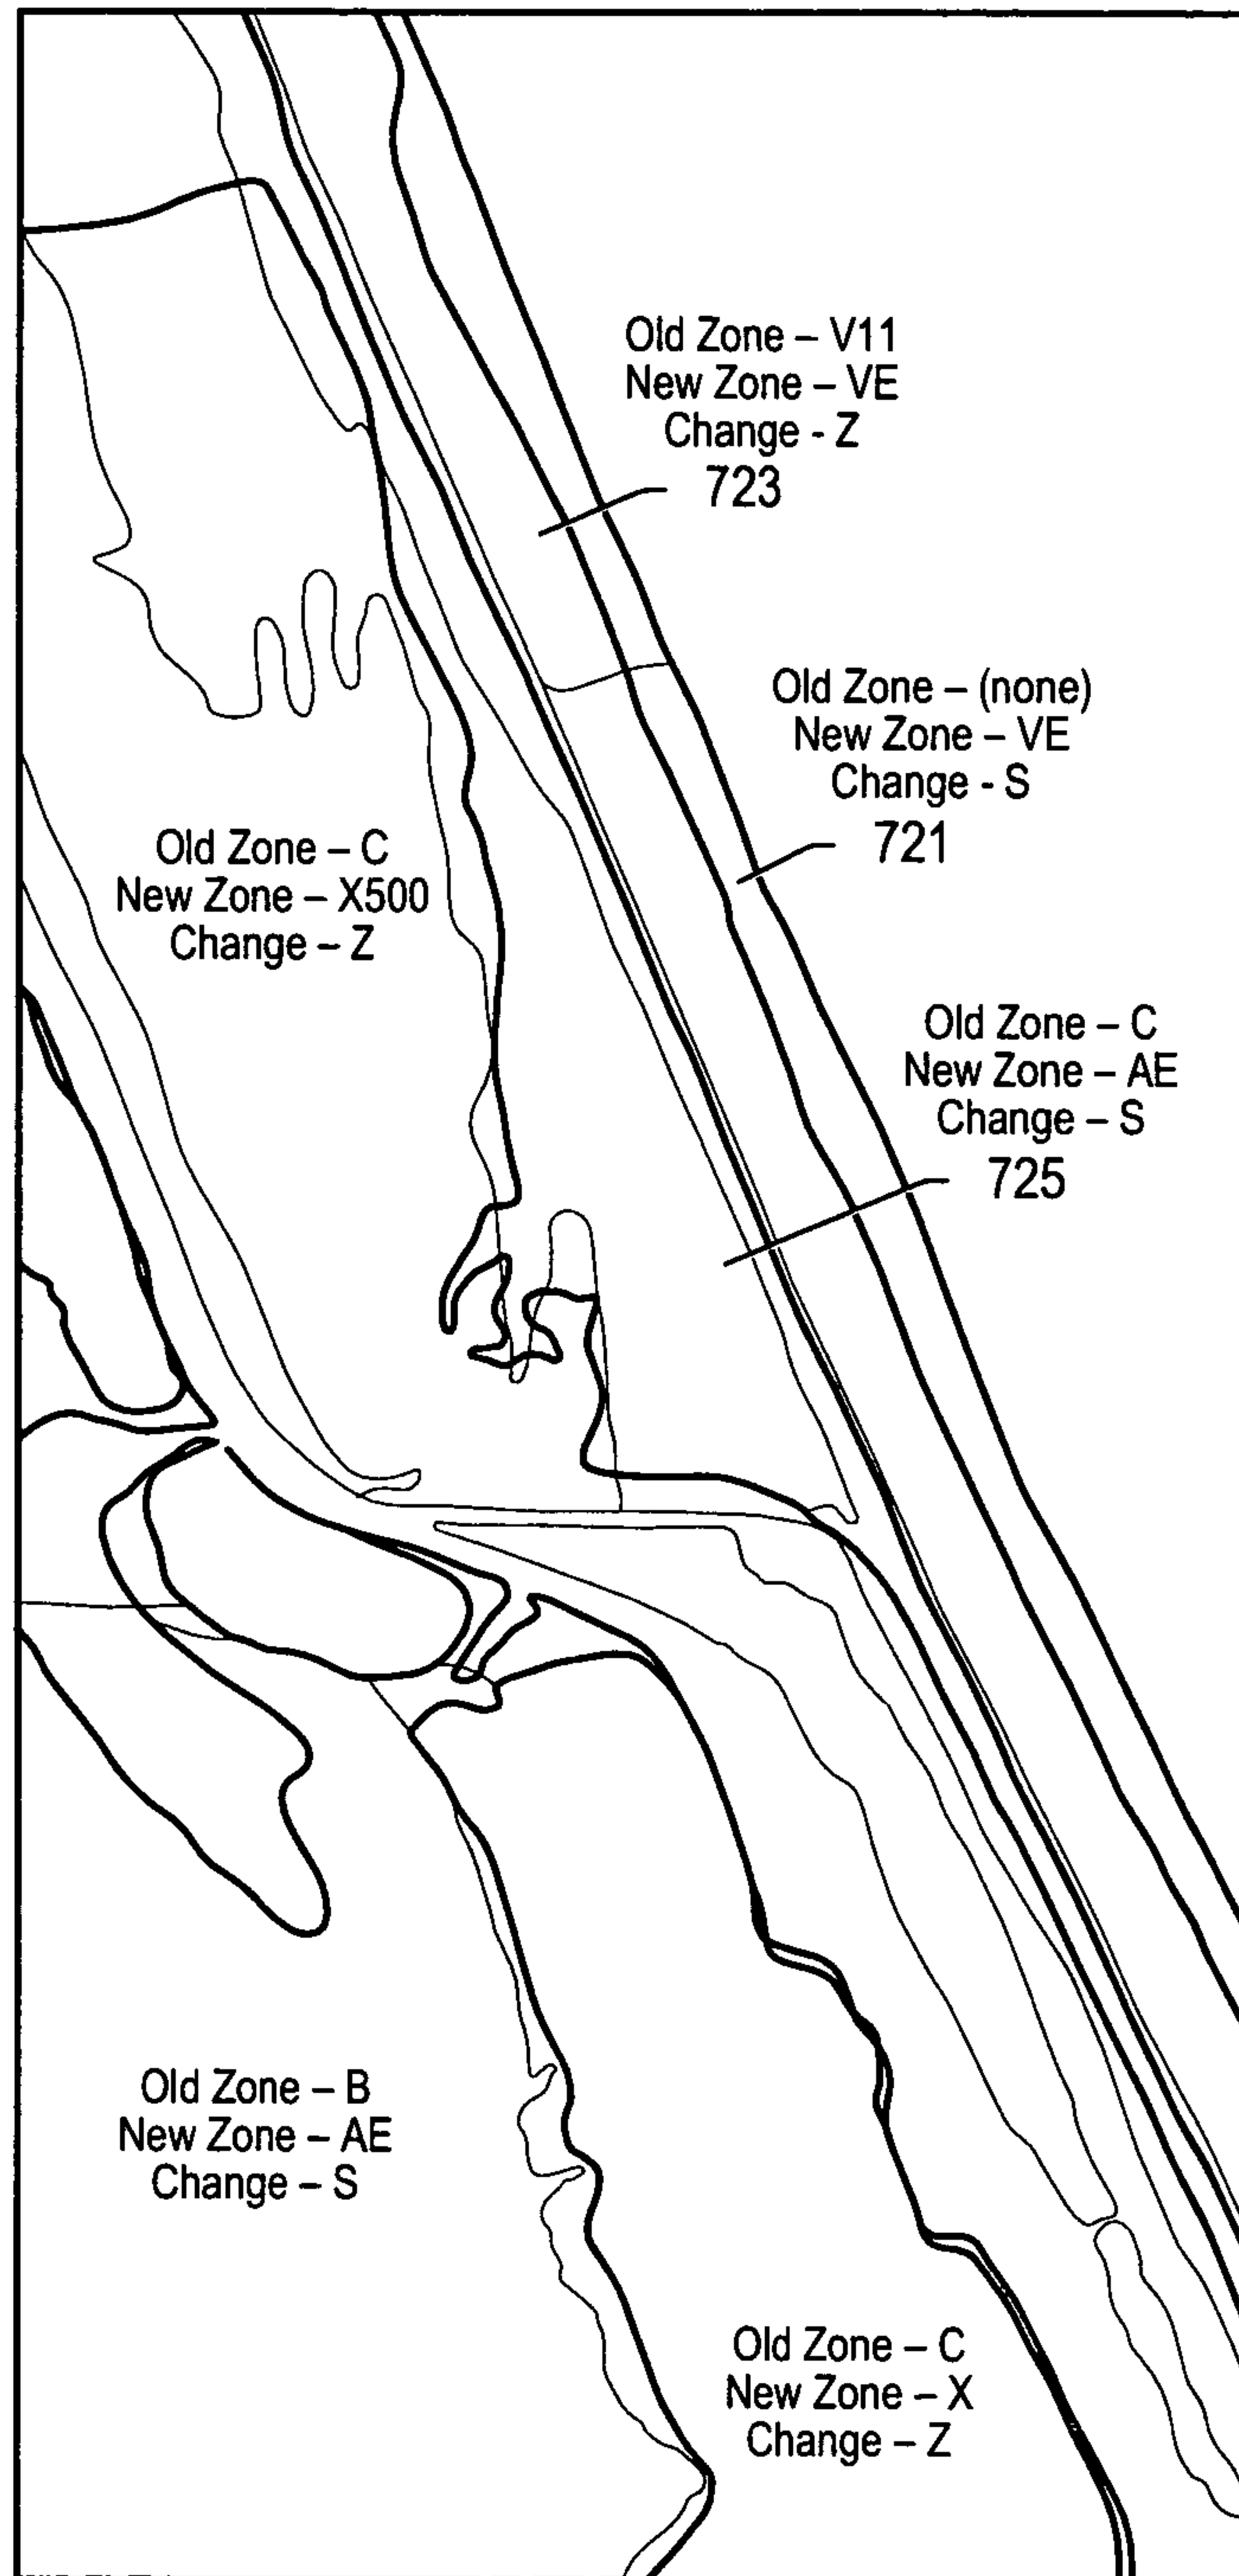 Old Zone – V11
New Zone – VE
Change - Z
723
Old Zone – (none)
New Zone – VE
Change - S
721
Old Zone – C
New Zone – X500
Change – Z
Old Zone – C
New Zone – AE
Change – S
725
Old Zone – B
New Zone – AE
Change – S
Old Zone – C
New Zone – X
Change – Z